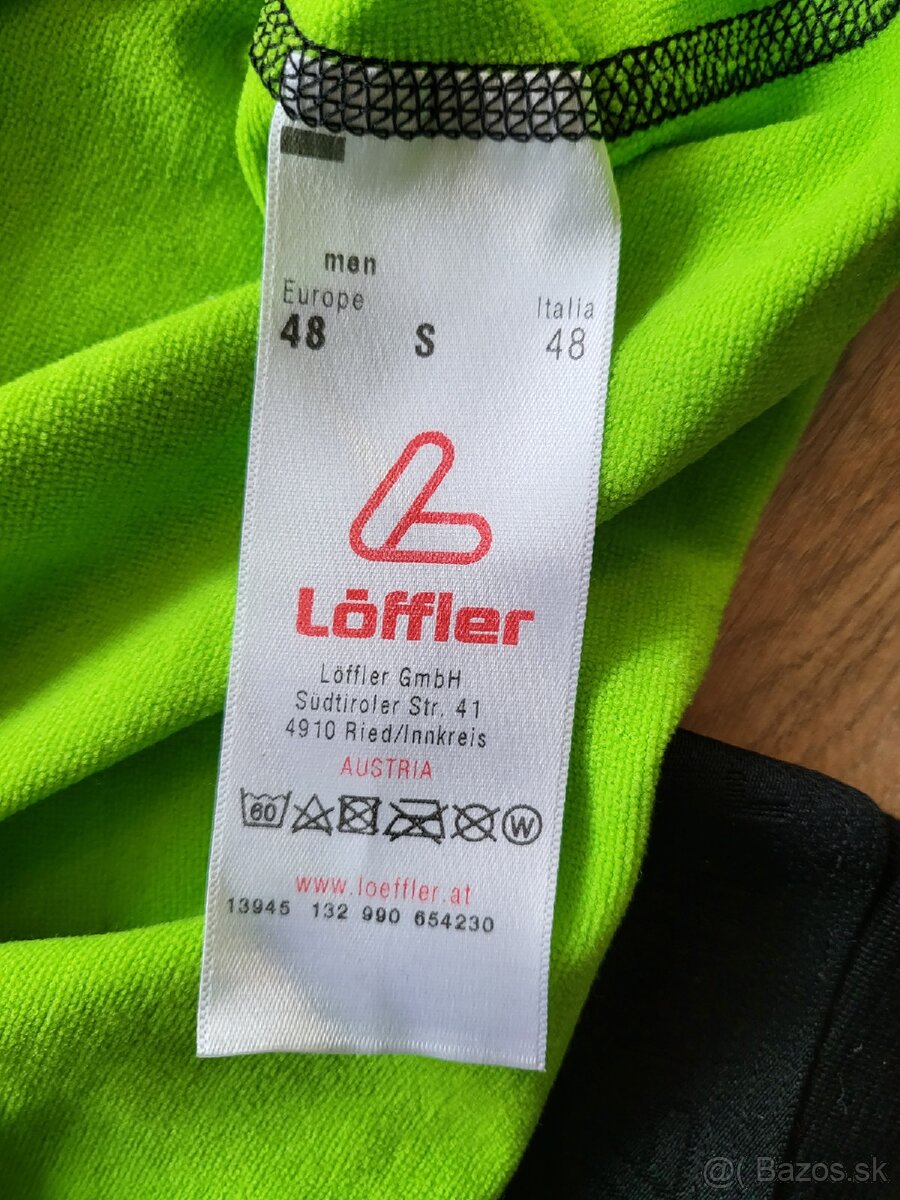 men
Europe Italia
48 S 48
Löffler
Löffler GmbH
Südtiroler Str. 41
4910 Ried/Innkreis
AUSTRIA
60 W
www.loeffler.at
13945 132 990 654230
@( Bazos.sk